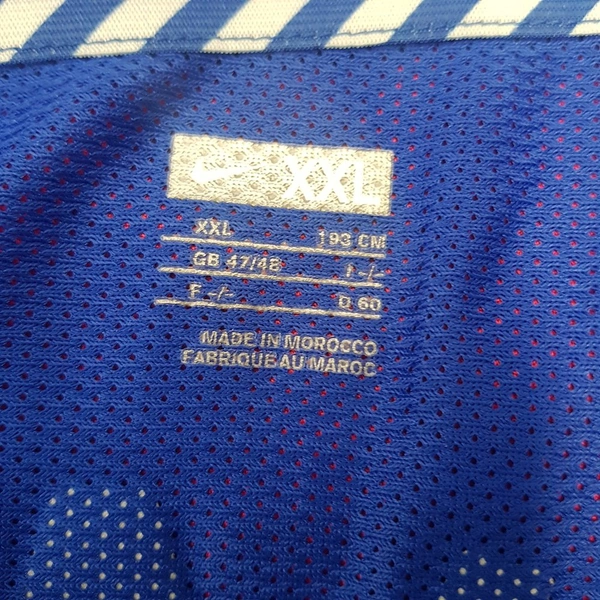 XXL
XXL 193 CM
GB 47/48 I -/-
F -/- D 60
MADE IN MOROCCO
FABRIQUE AU MAROC